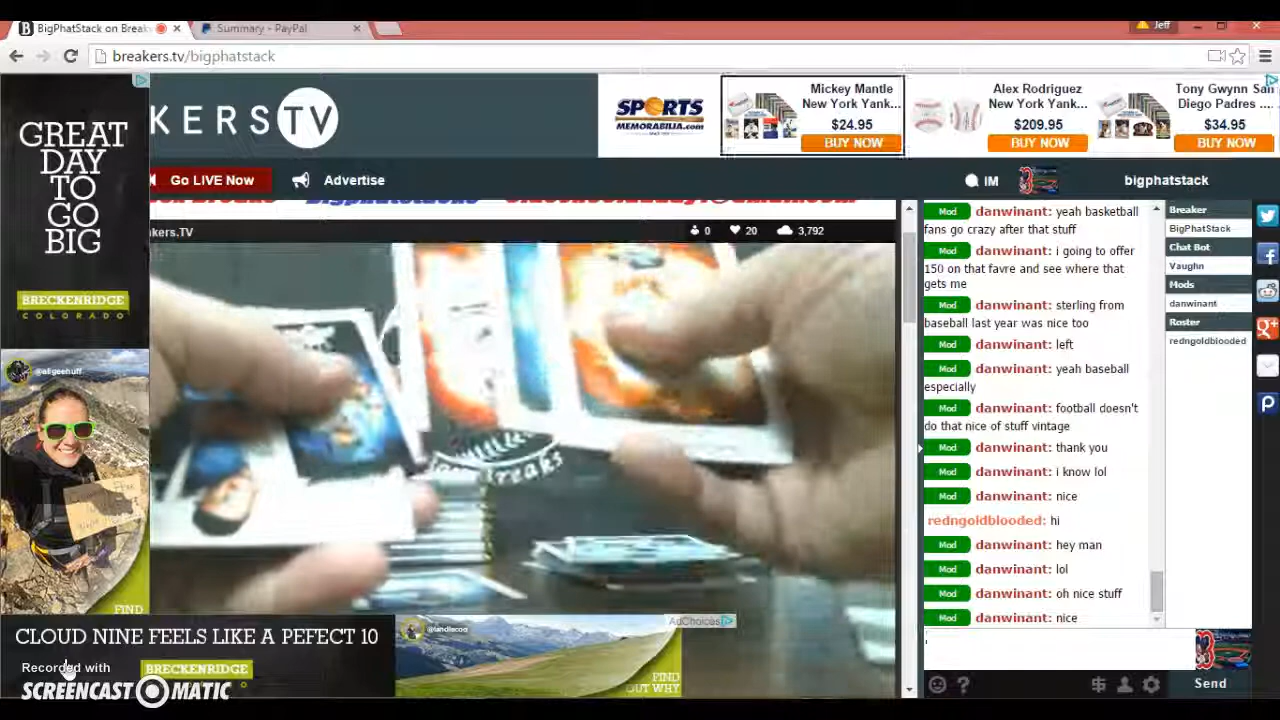 BigPhatStack on Break
Summary - PayPal
Jeff
breakers.tv/bigphatstack
GREAT
DAY
TO
GO
BIG
BRECKENRIDGE
COLORADO
KERS TV
SPORTS
MEMORABILIA.COM
Mickey Mantle
New York Yank...
$24.95
BUY NOW
Alex Rodriguez
New York Yank...
$209.95
BUY NOW
Tony Gwynn San
Diego Padres ....
$34.95
BUY NOW
Go LIVE Now
Advertise
IM
bigphatstack
kers.TV
0
20
3,792
Mod danwinant: yeah basketball
fans go crazy after that stuff
Mod danwinant: i going to offer
150 on that favre and see where that
gets me
Mod danwinant: sterling from
baseball last year was nice too
Mod danwinant: left
Mod danwinant: yeah baseball
especially
Mod danwinant: football doesn't
do that nice of stuff vintage
Mod danwinant: thank you
Mod danwinant: i know lol
Mod danwinant: nice
redngoldblooded: hi
Mod danwinant: hey man
Mod danwinant: lol
Mod danwinant: oh nice stuff
Mod danwinant: nice
Breaker
BigPhatStack
Chat Bot
Vaughn
Mods
danwinant
Roster
redngoldblooded
@allgeehuff
FIND
CLOUD NINE FEELS LIKE A PEFECT 10
BRECKENRIDGE
AdChoices
FIND
OUT WHY
Recorded with
SCREENCAST MATIC
Send